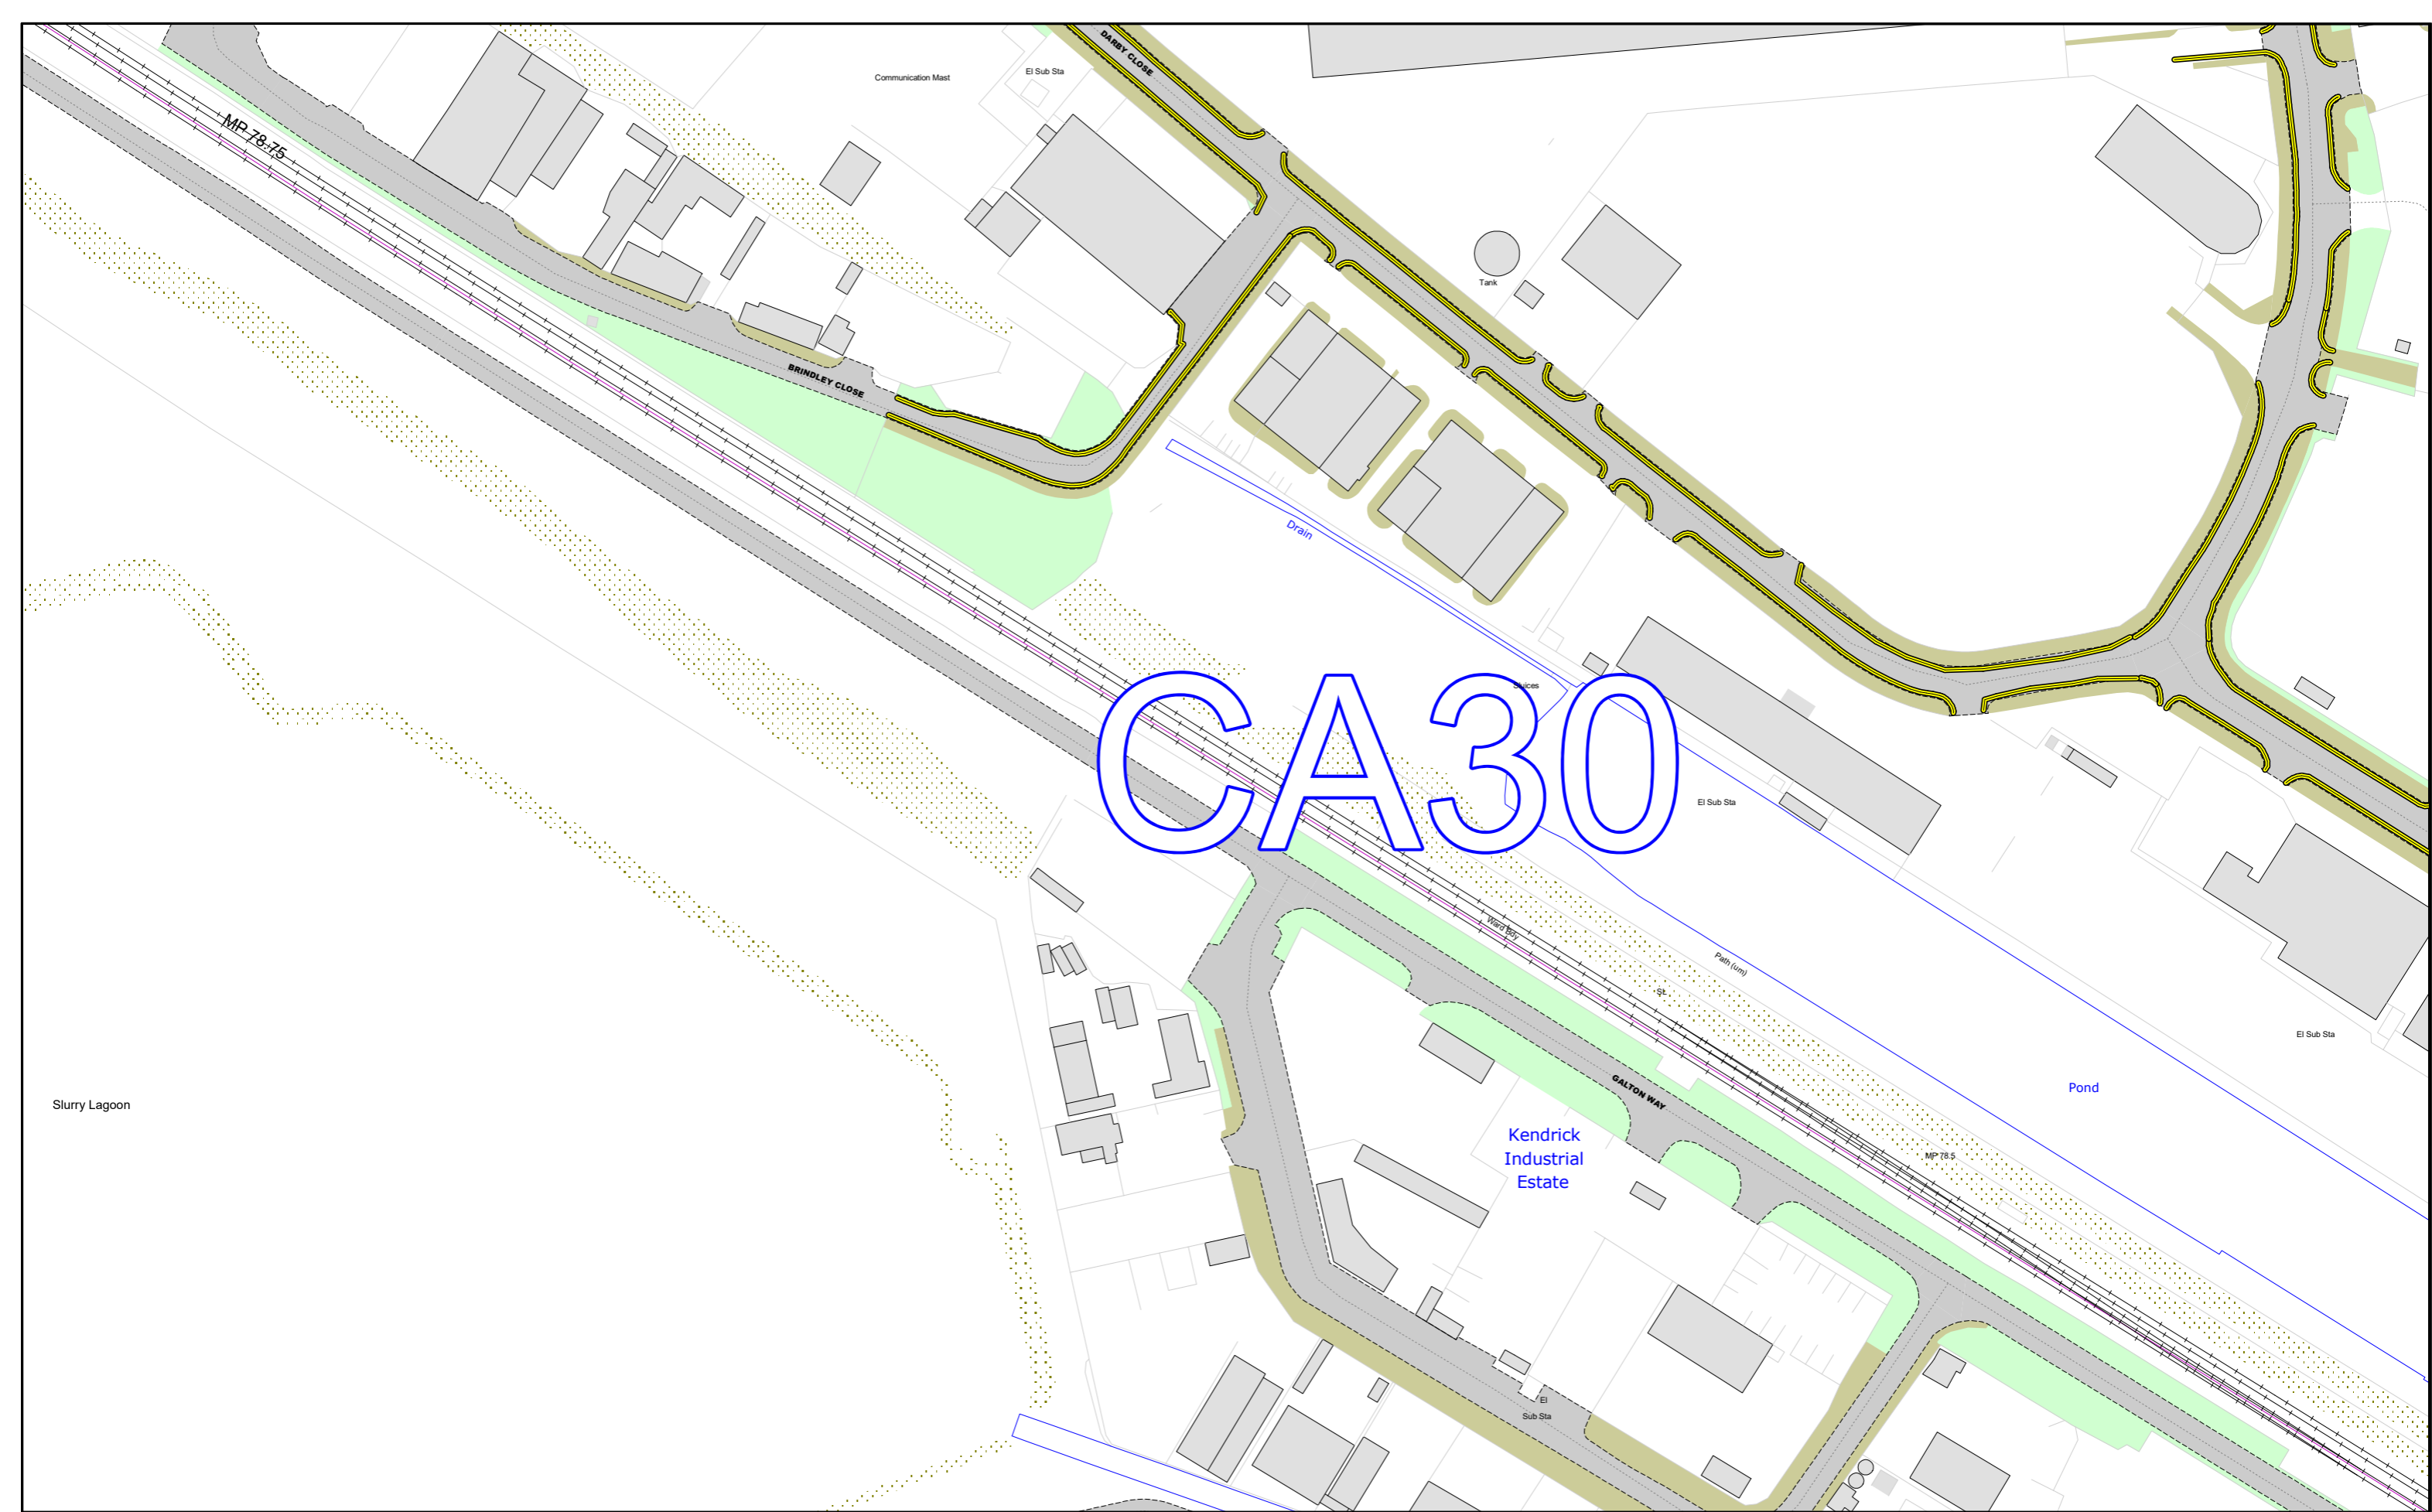 DARBY CLOSE
El Sub Sta
Communication Mast
MP 78.75
Tank
BRINDLEY CLOSE
Drain
Sluices
CA30
El Sub Sta
Ward Bdy
Path (um)
SL
El Sub Sta
Pond
GALTON WAY
Slurry Lagoon
Kendrick
Industrial
Estate
MP 78.5
El
Sub Sta